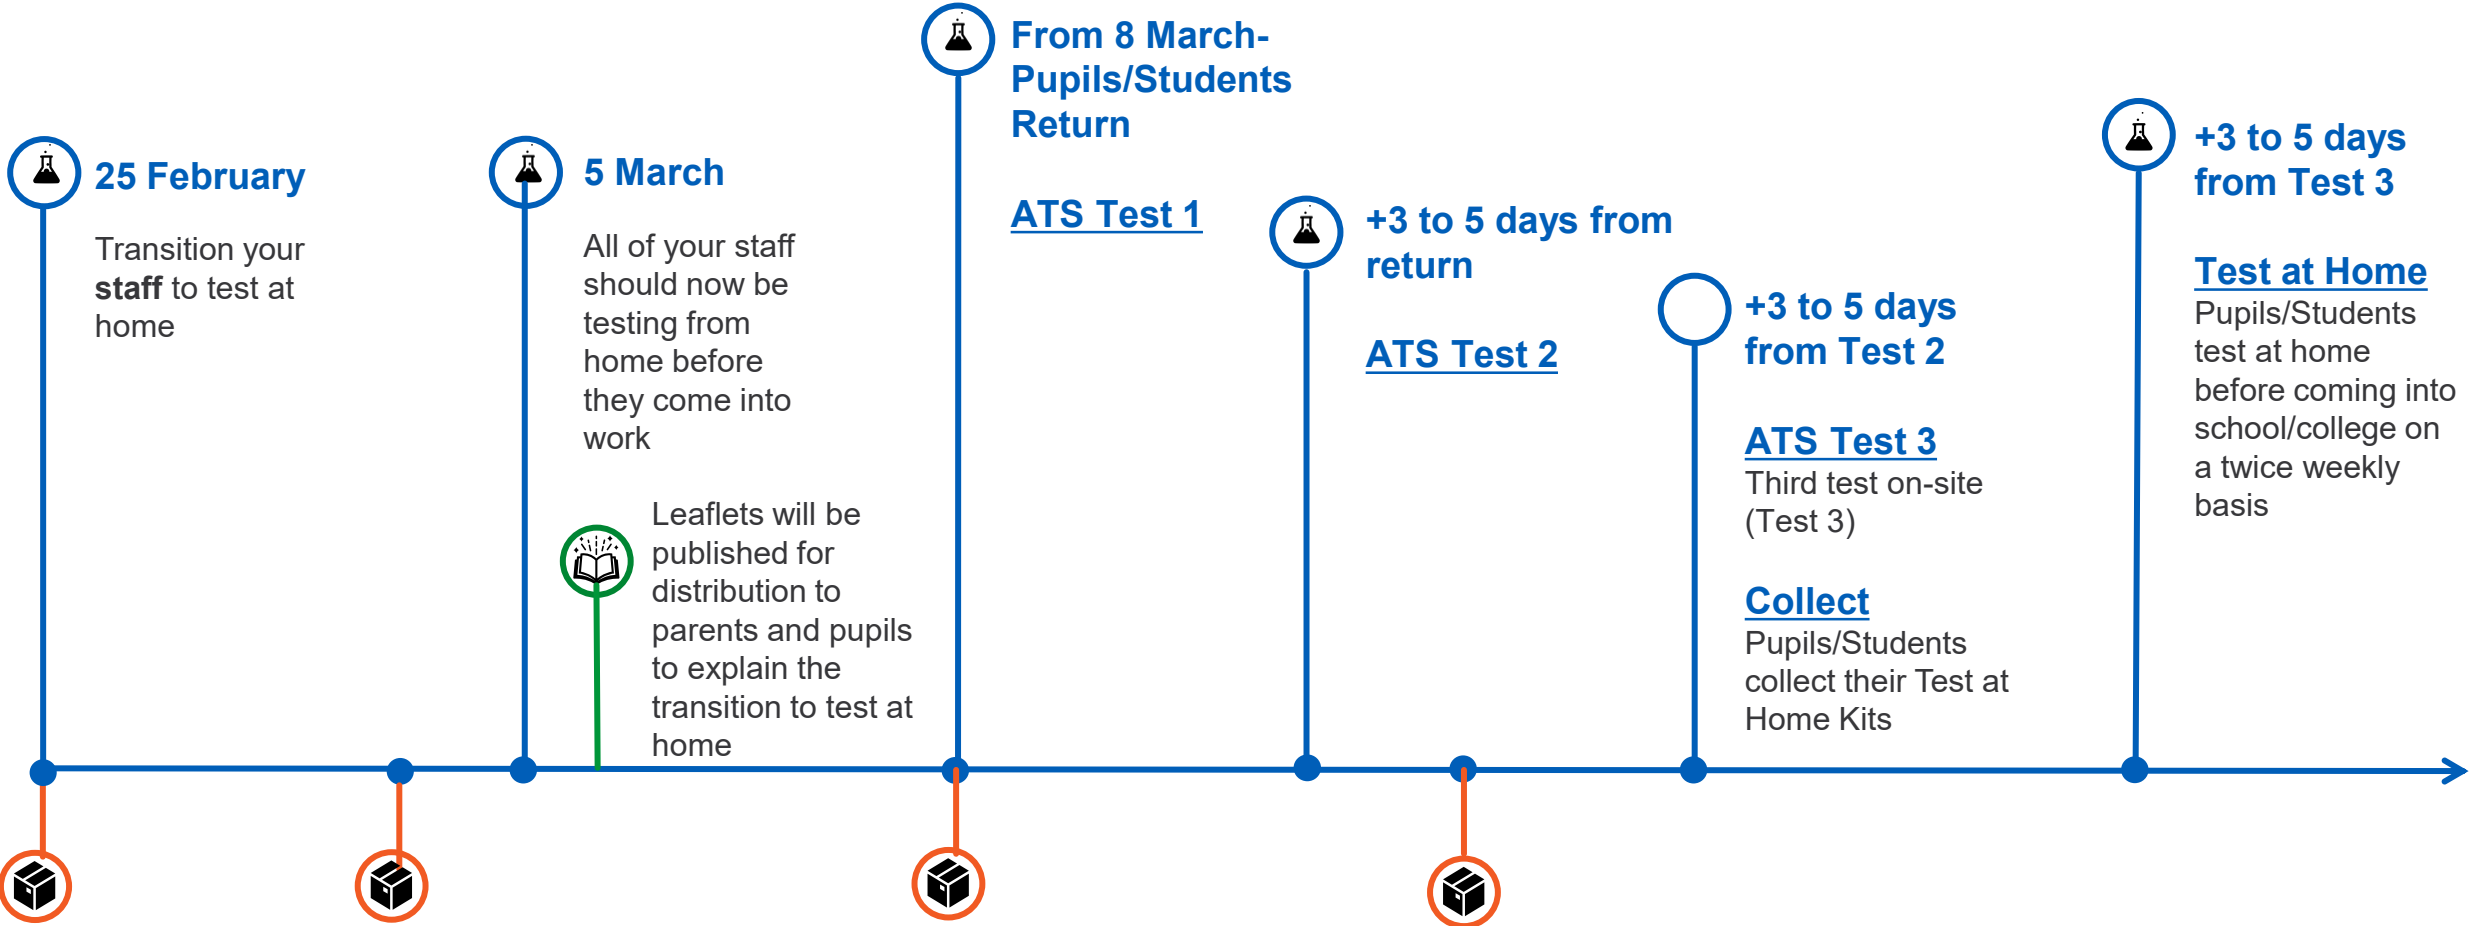 25 February
Transition your
staff to test at
home
5 March
All of your staff
should now be
testing from
home before
they come into
work
Leaflets will be
published for
distribution to
parents and pupils
to explain the
transition to test at
home
From 8 March-
Pupils/Students
Return
ATS Test 1
+3 to 5 days from
return
ATS Test 2
+3 to 5 days
from Test 2
ATS Test 3
Third test on-site
(Test 3)
Collect
Pupils/Students
collect their Test at
Home Kits
+3 to 5 days
from Test 3
Test at Home
Pupils/Students
test at home
before coming into
school/college on
a twice weekly
basis